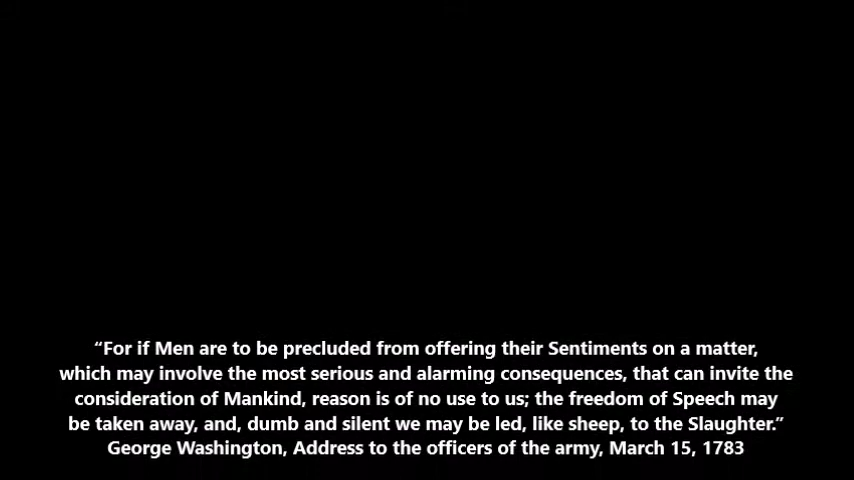 “For if Men are to be precluded from offering their Sentiments on a matter,
which may involve the most serious and alarming consequences, that can invite the
consideration of Mankind, reason is of no use to us; the freedom of Speech may
be taken away, and, dumb and silent we may be led, like sheep, to the Slaughter.”
George Washington, Address to the officers of the army, March 15, 1783